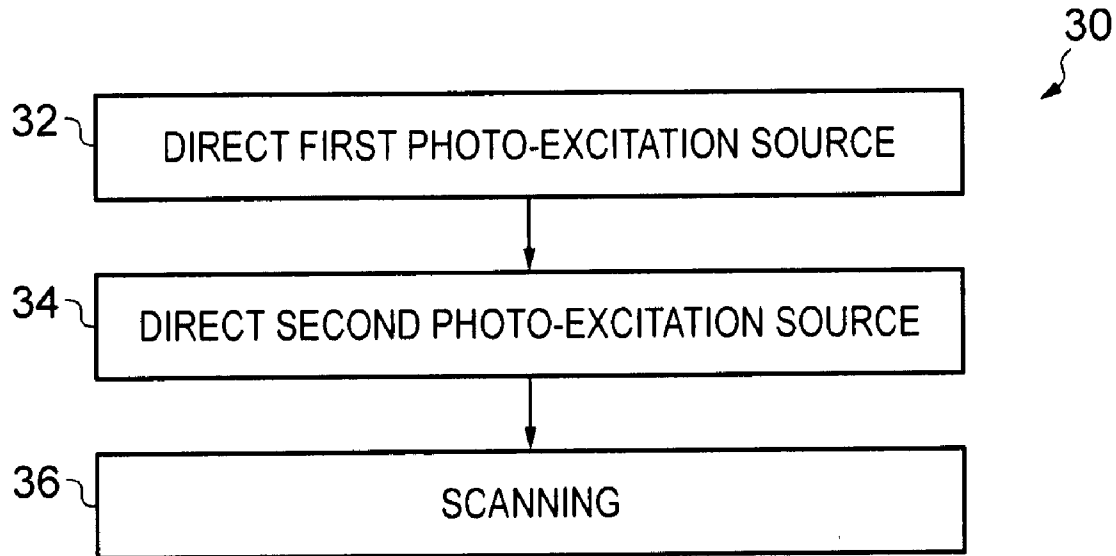 30
32
DIRECT FIRST PHOTO-EXCITATION SOURCE
34
DIRECT SECOND PHOTO-EXCITATION SOURCE
36
SCANNING